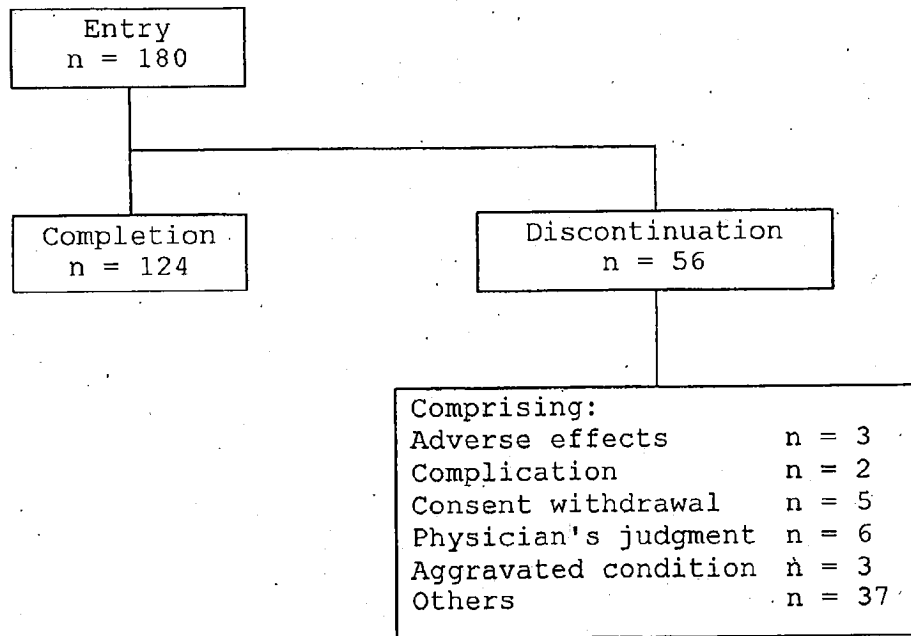 Entry
n = 180
Completion
n = 124
Discontinuation
n = 56
Comprising:
Adverse effects n = 3
Complication n = 2
Consent withdrawal n = 5
Physician's judgment n = 6
Aggravated condition n = 3
Others n = 37